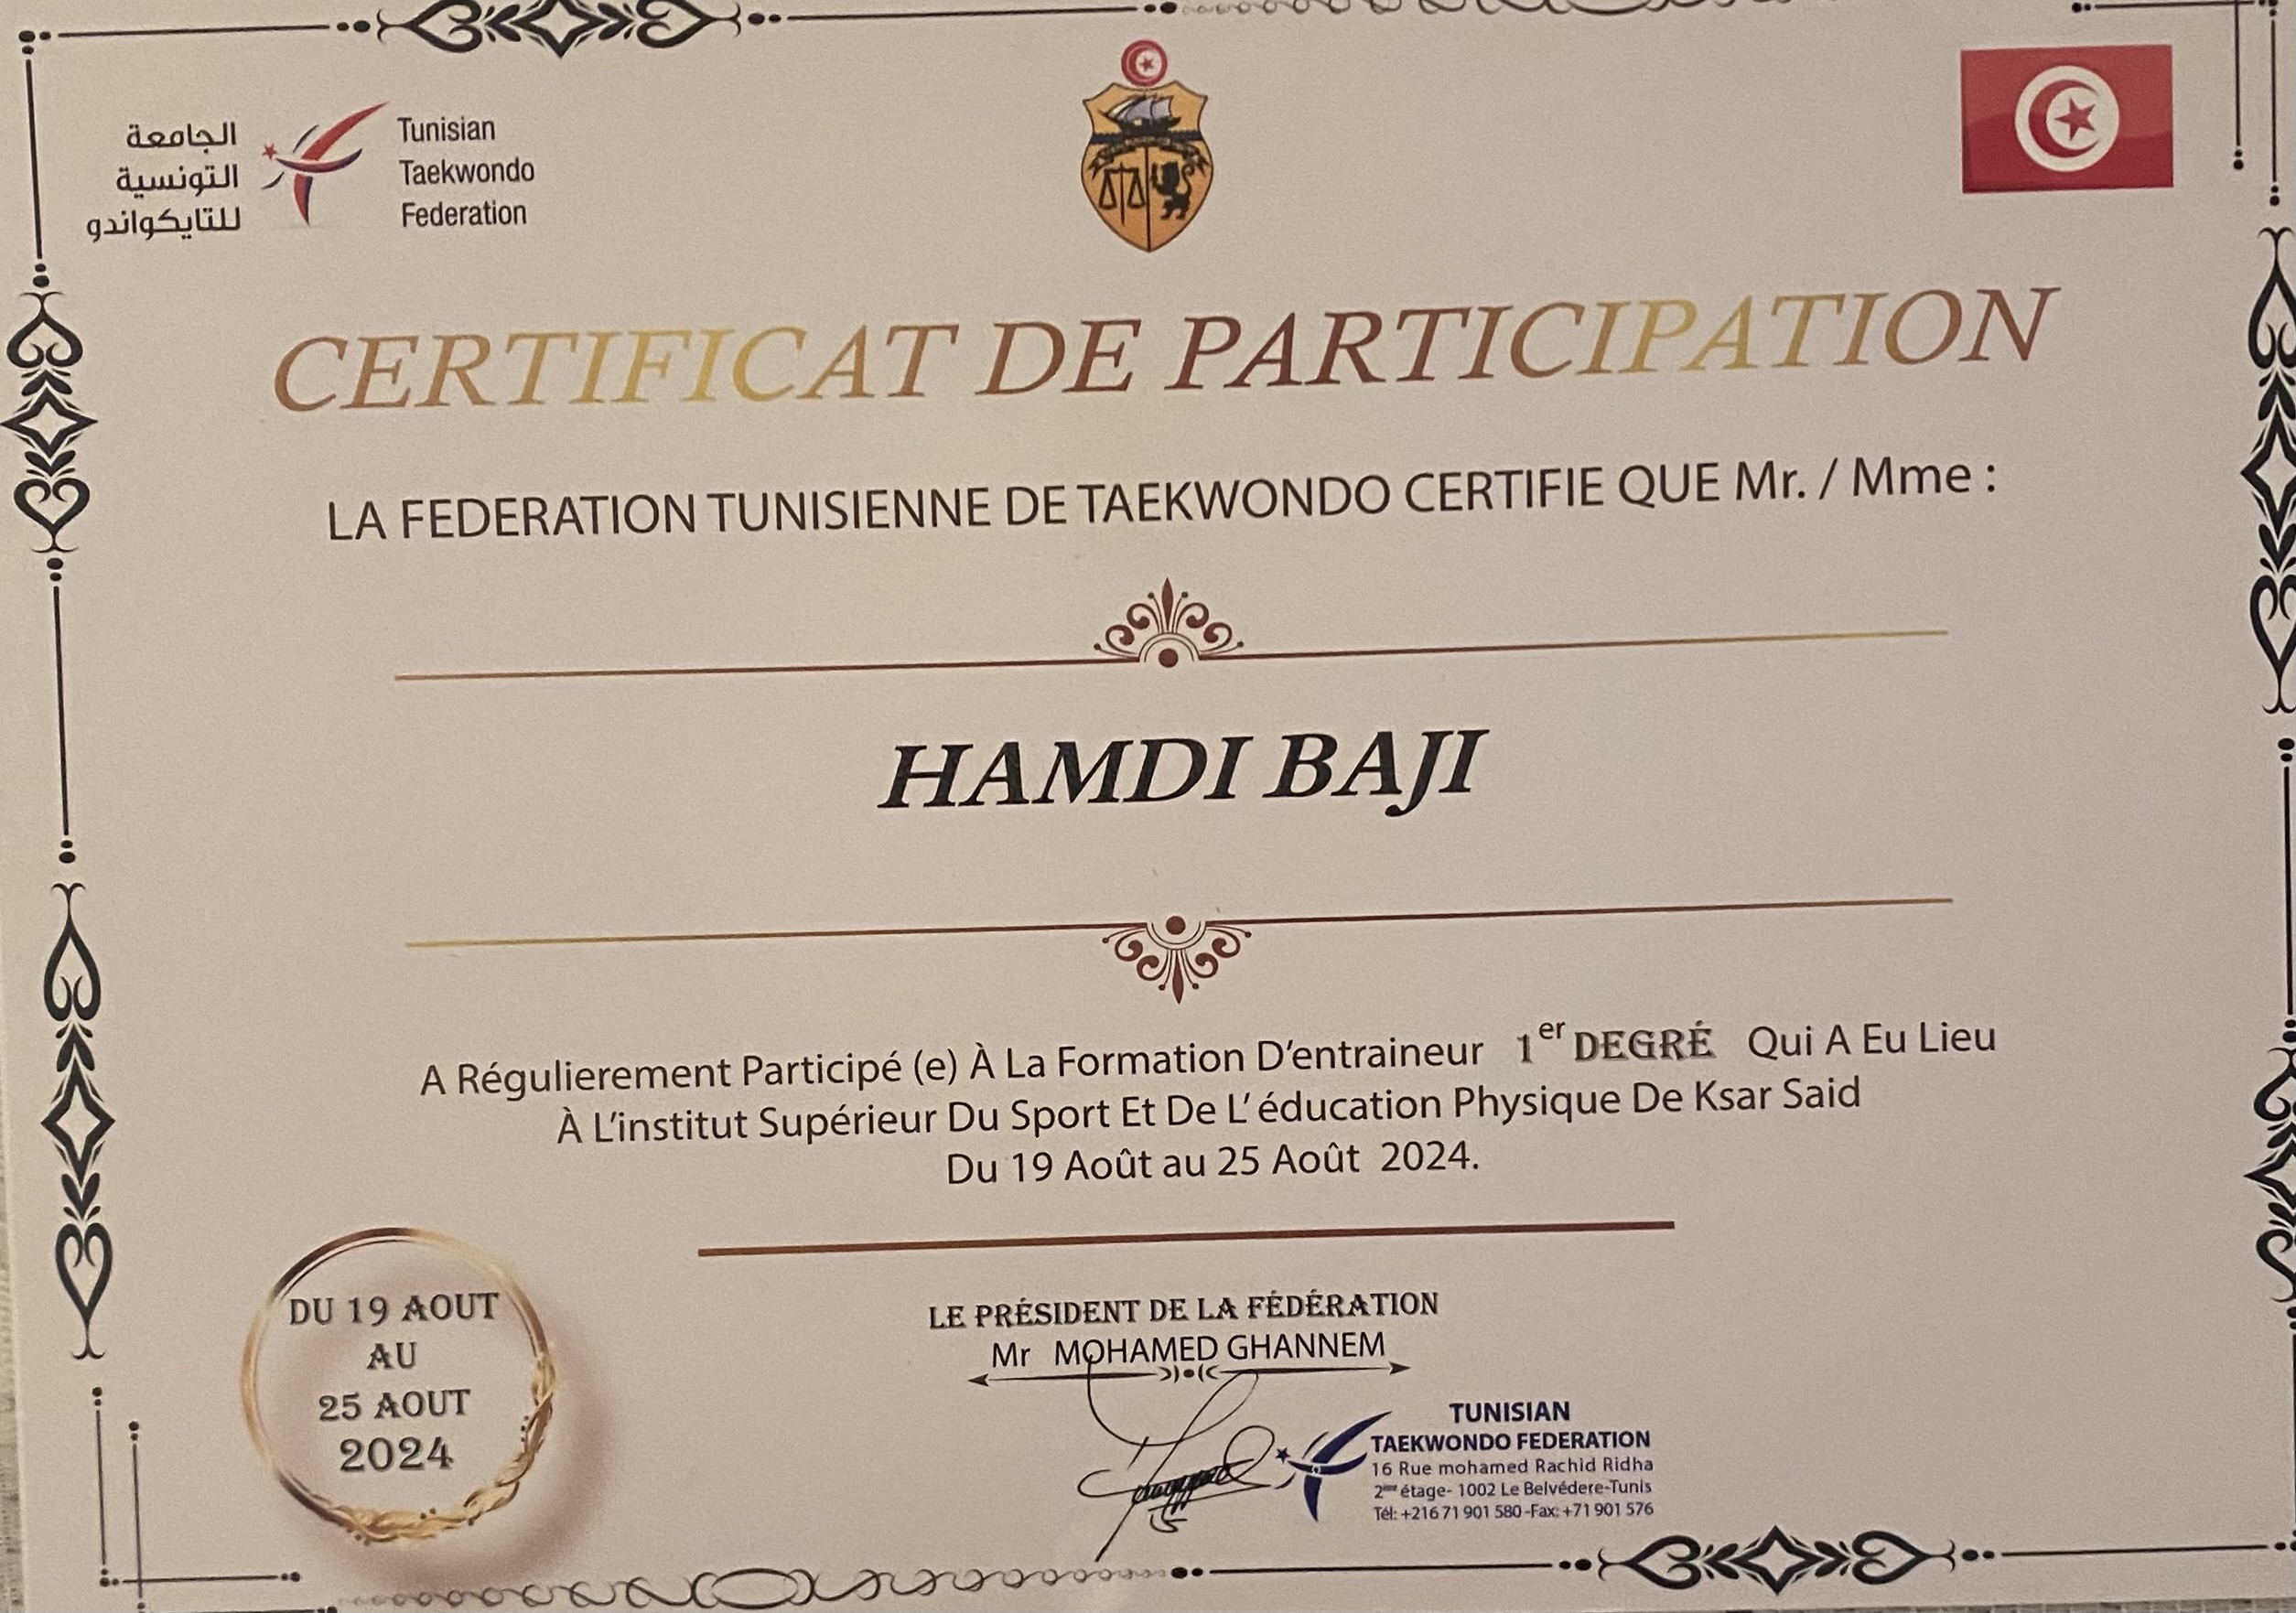 الجامعة
التونسية
للتايكواندو
Tunisian
Taekwondo
Federation
CERTIFICAT DE PARTICIPATION
LA FEDERATION TUNISIENNE DE TAEKWONDO CERTIFIE QUE Mr. / Mme :
HAMDI BAJI
A Régulierement Participé (e) À La Formation D'entraineur 1er DEGRÉ Qui A Eu Lieu
À L'institut Supérieur Du Sport Et De L'éducation Physique De Ksar Said
Du 19 Août au 25 Août 2024.
DU 19 AOUT
AU
25 AOUT
2024
LE PRÉSIDENT DE LA FÉDÉRATION
Mr MOHAMED GHANNEM
TUNISIAN
TAEKWONDO FEDERATION
16 Rue mohamed Rachid Ridha
2ème étage- 1002 Le Belvédere-Tunis
Tél: +216 71 901 580 -Fax: +71 901 576